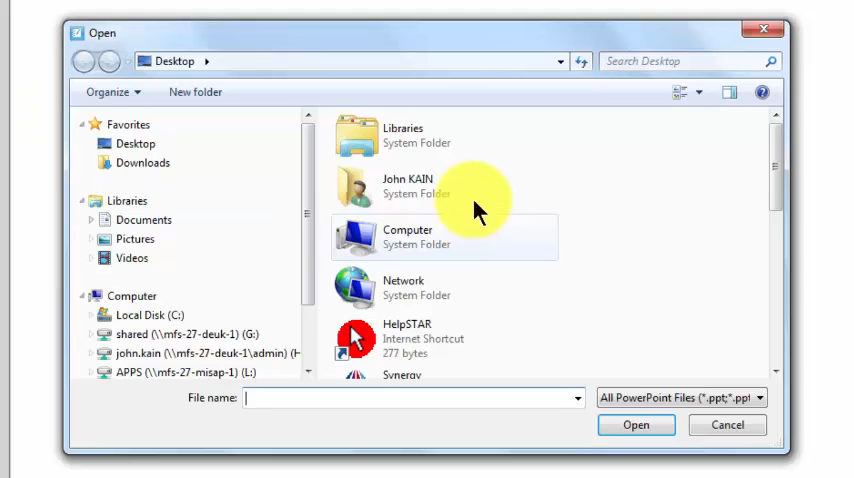 Open
Desktop
Search Desktop
Organize
New folder
Favorites
Desktop
Downloads
Libraries
Documents
Pictures
Videos
Computer
Local Disk (C:)
shared (\\mfs-27-deuk-1) (G:)
john.kain (\\mfs-27-deuk-1\admin) (H
APPS (\\mfs-27-misap-1) (L:)
Libraries
System Folder
John KAIN
System Folder
Computer
System Folder
Network
System Folder
HelpSTAR
Internet Shortcut
277 bytes
Synergy
File name:
All PowerPoint Files (*.ppt;*.ppt
Open
Cancel